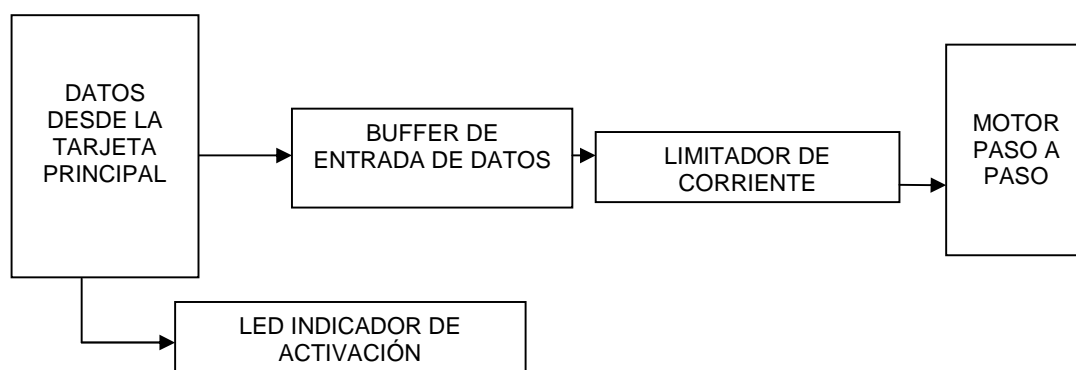 DATOS
DESDE LA
TARJETA
PRINCIPAL
BUFFER DE
ENTRADA DE DATOS
LIMITADOR DE
CORRIENTE
MOTOR
PASO A
PASO
LED INDICADOR DE
ACTIVACIÓN